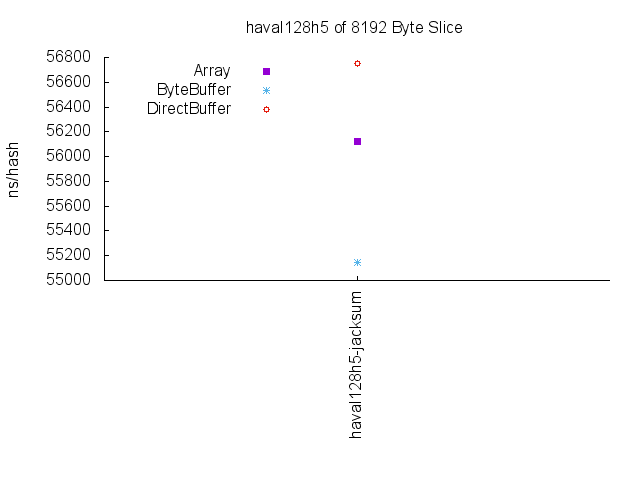 haval128h5 of 8192 Byte Slice
56800
56600
56400
56200
56000
55800
55600
55400
55200
55000
ns/hash
Array
ByteBuffer
DirectBuffer
haval128h5-jacksum